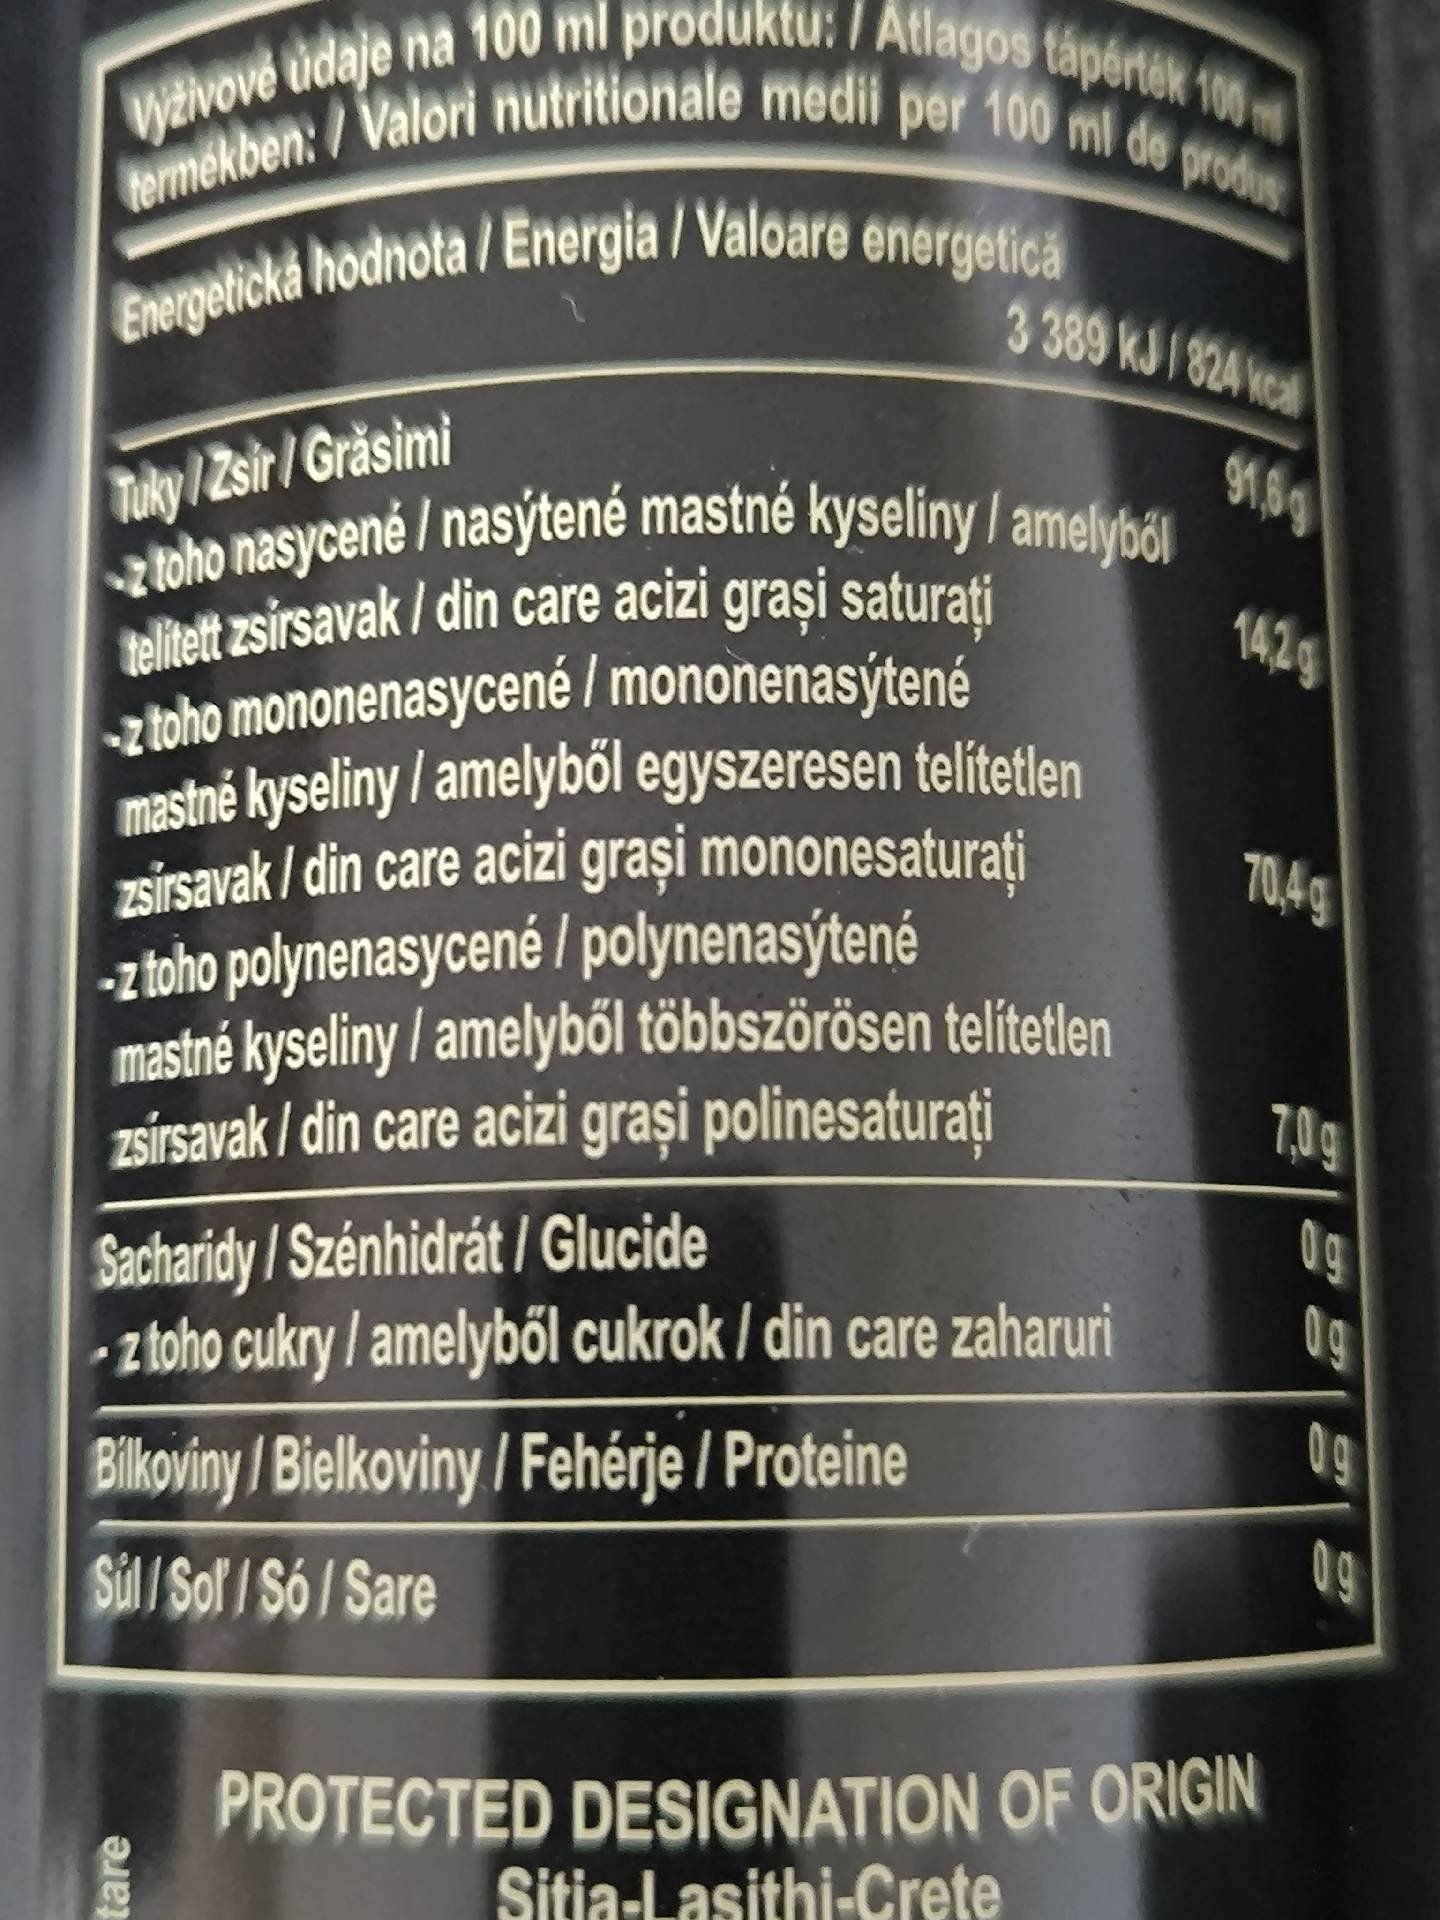 Výživové údaje na 100 ml produktu: / Átlagos tápérték 100 ml
termékben: / Valori nutritionale medii per 100 ml de produs:
Energetická hodnota / Energia / Valoare energetică
3 389 kJ / 824 kcal
Tuky / Zsír / Grăsimi 91,6 g
-z toho nasycené / nasýtené mastné kyseliny / amelyből
telített zsírsavak / din care acizi grași saturați 14,2 g
-z toho mononenasycené / mononenasýtené
mastné kyseliny / amelyből egyszeresen telítetlen
zsírsavak / din care acizi grași mononesaturați 70,4 g
-z toho polynenasycené / polynenasýtené
mastné kyseliny / amelyből többszörösen telítetlen
zsírsavak / din care acizi grași polinesaturați 7,0 g
Sacharidy / Szénhidrát / Glucide 0 g
- z toho cukry / amelyből cukrok / din care zaharuri 0 g
Bílkoviny / Bielkoviny / Fehérje / Proteine 0 g
Sůl / Soľ / Só / Sare 0 g
PROTECTED DESIGNATION OF ORIGIN
Sitia-Lasithi-Crete
tare